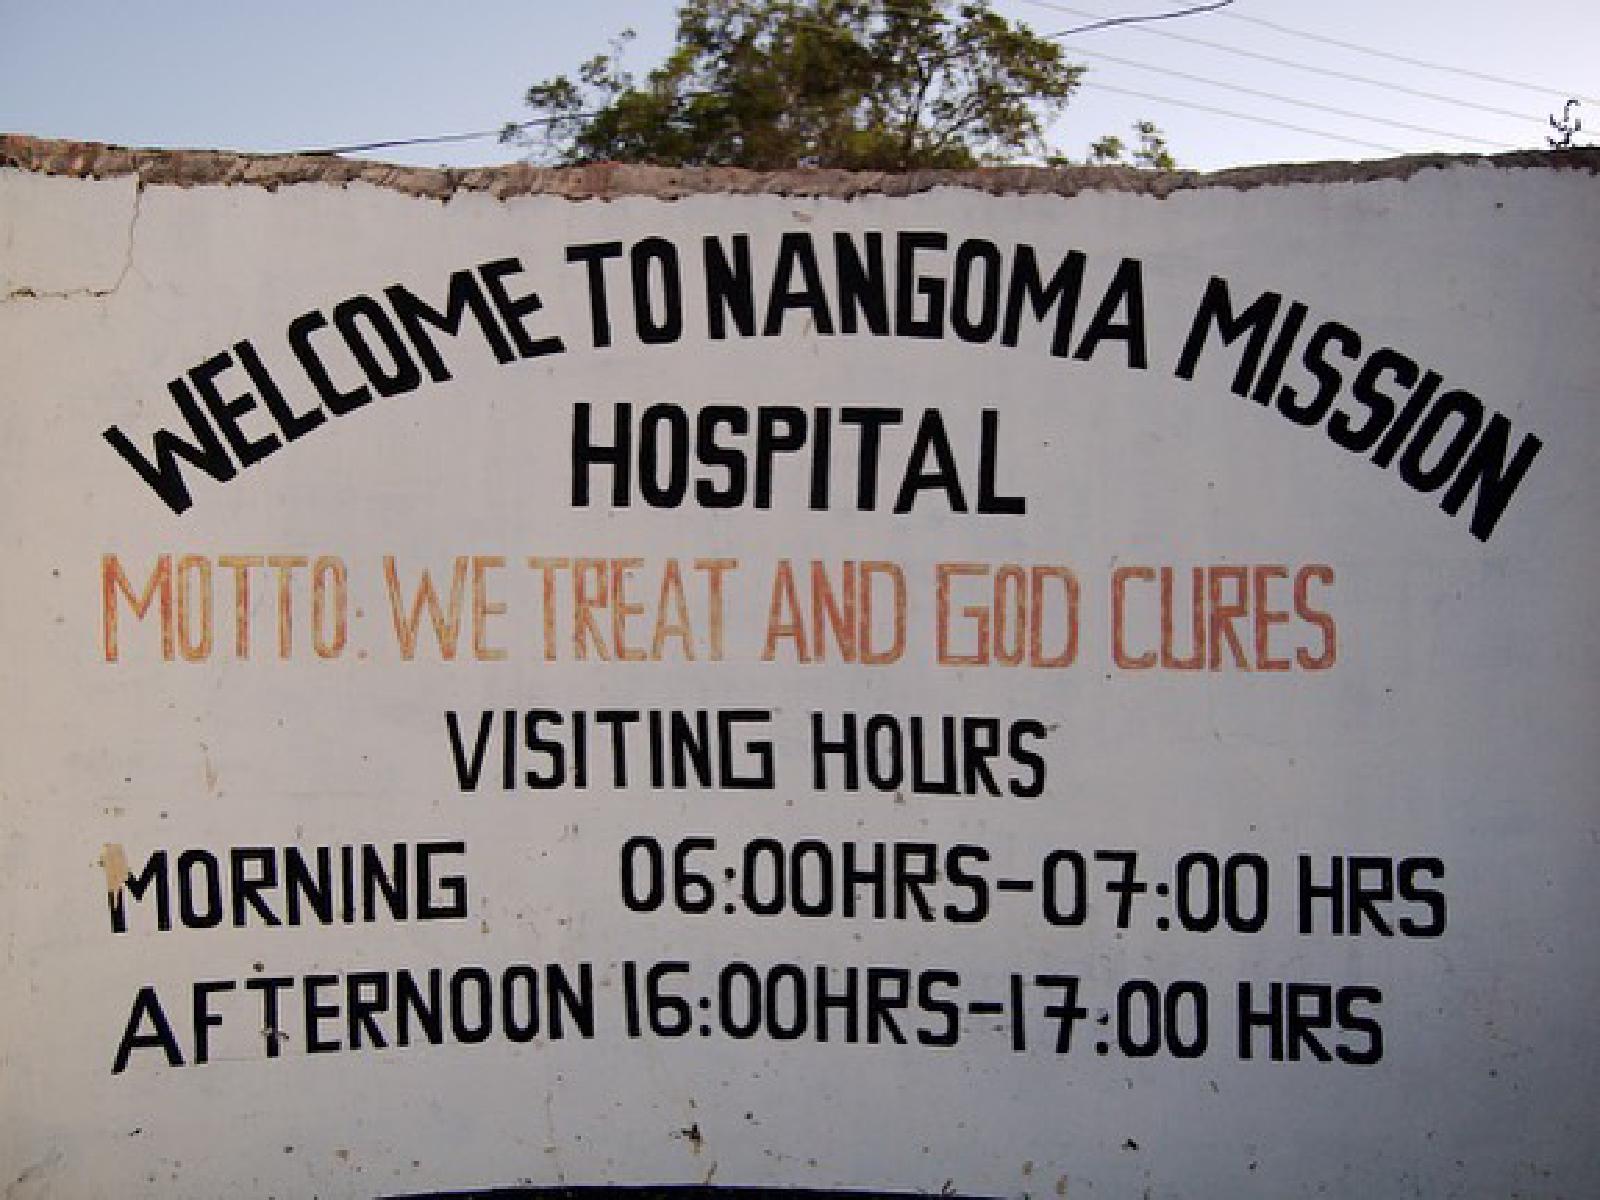 WELCOME TO NANGOMA MISSION
HOSPITAL
MOTTO: WE TREAT AND GOD CURES
VISITING HOURS
MORNING 06:00HRS-07:00 HRS
AFTERNOON 16:00HRS-17:00 HRS